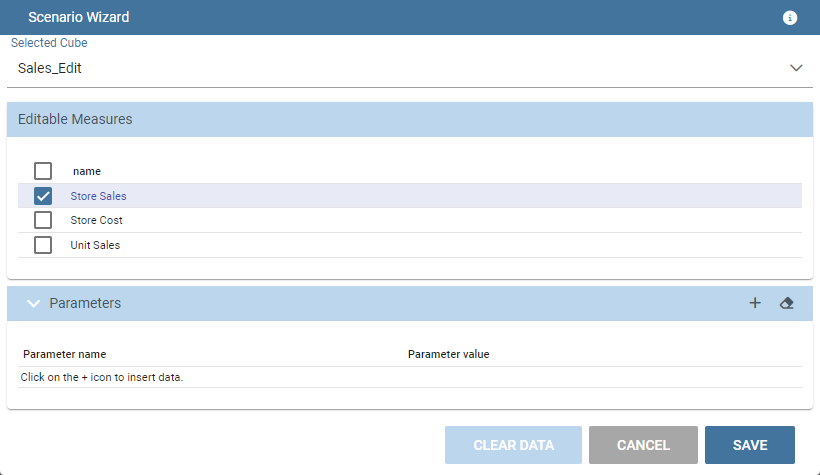 Scenario Wizard
Selected Cube
Sales_Edit
Editable Measures
name
Store Sales
Store Cost
Unit Sales
Parameters
Parameter name Parameter value
Click on the + icon to insert data.
CLEAR DATA CANCEL SAVE